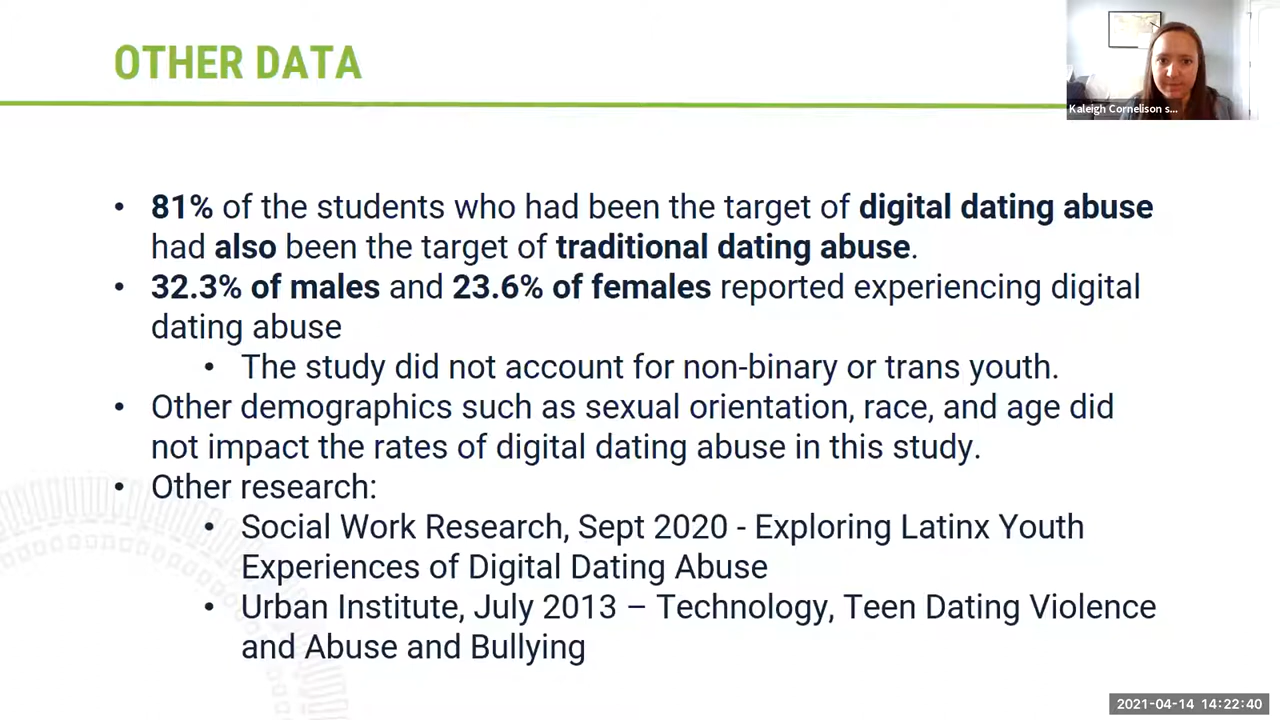 OTHER DATA
Kaleigh Cornelison s...
• 81% of the students who had been the target of digital dating abuse
had also been the target of traditional dating abuse.
• 32.3% of males and 23.6% of females reported experiencing digital
dating abuse
• The study did not account for non-binary or trans youth.
• Other demographics such as sexual orientation, race, and age did
not impact the rates of digital dating abuse in this study.
• Other research:
• Social Work Research, Sept 2020 - Exploring Latinx Youth
Experiences of Digital Dating Abuse
• Urban Institute, July 2013 – Technology, Teen Dating Violence
and Abuse and Bullying
2021-04-14 14:22:40